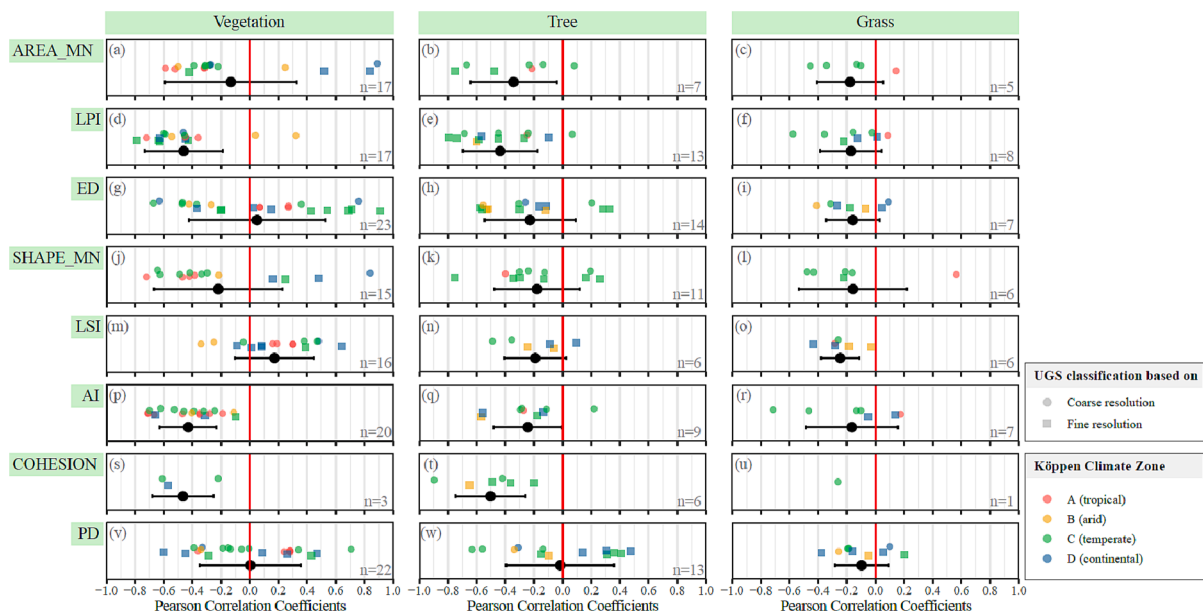 Vegetation Tree Grass
AREA_MN (a) n=17 (b) n=7 (c) n=5
LPI (d) n=17 (e) n=13 (f) n=8
ED (g) n=23 (h) n=14 (i) n=7
SHAPE_MN (j) n=15 (k) n=11 (l) n=6
LSI (m) n=16 (n) n=6 (o) n=6
AI (p) n=20 (q) n=9 (r) n=7
COHESION (s) n=3 (t) n=6 (u) n=1
PD (v) n=22 (w) n=13
−1.0 −0.8 −0.6 −0.4 −0.2 0.0 0.2 0.4 0.6 0.8 1.0 −0.8 −0.6 −0.4 −0.2 0.0 0.2 0.4 0.6 0.8 1.0 −0.8 −0.6 −0.4 −0.2 0.0 0.2 0.4 0.6 0.8 1.0
Pearson Correlation Coefficients Pearson Correlation Coefficients Pearson Correlation Coefficients
UGS classification based on
Coarse resolution
Fine resolution
Köppen Climate Zone
A (tropical)
B (arid)
C (temperate)
D (continental)